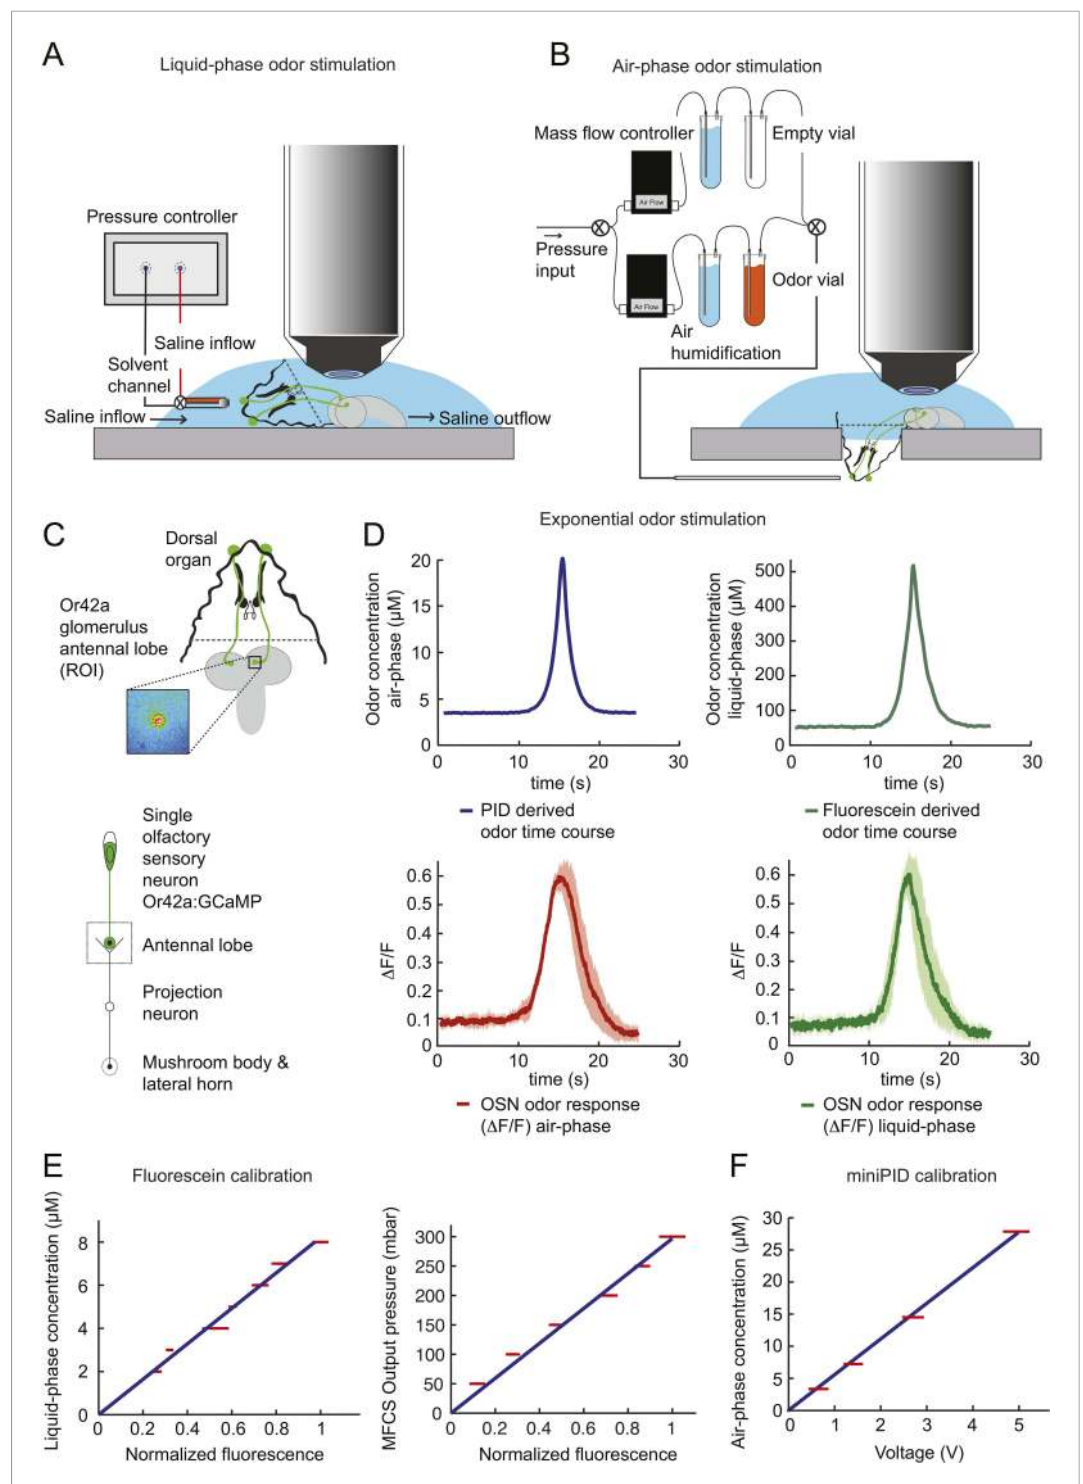 A
Liquid-phase odor stimulation
Pressure controller
Saline inflow
Solvent
channel
Saline inflow
Saline outflow
B
Air-phase odor stimulation
Mass flow controller
Empty vial
Air Flow
Pressure
input
Odor vial
Air Flow
Air
humidification
C
Dorsal
organ
Or42a
glomerulus
antennal lobe
(ROI)
Single
olfactory
sensory
neuron
Or42a:GCaMP
Antennal lobe
Projection
neuron
Mushroom body &
lateral horn
D
Exponential odor stimulation
Odor concentration
air-phase (µM)
20
15
10
5
0
0 10 20 30
time (s)
PID derived
odor time course
Odor concentration
liquid-phase (µM)
500
400
300
200
100
0
0 10 20 30
time (s)
Fluorescein derived
odor time course
ΔF/F
0.6
0.5
0.4
0.3
0.2
0.1
0
0 10 20 30
time (s)
OSN odor response
(ΔF/F) air-phase
ΔF/F
0.6
0.5
0.4
0.3
0.2
0.1
0
0 10 20 30
time (s)
OSN odor response
(ΔF/F) liquid-phase
E
Fluorescein calibration
Liquid-phase concentration (µM)
8
6
4
2
0
0 0.2 0.4 0.6 0.8 1
Normalized fluorescence
MFCS Output pressure (mbar)
300
250
200
150
100
50
0
0 0.2 0.4 0.6 0.8 1
Normalized fluorescence
F
miniPID calibration
Air-phase concentration (µM)
30
25
20
15
10
5
0
0 1 2 3 4 5
Voltage (V)